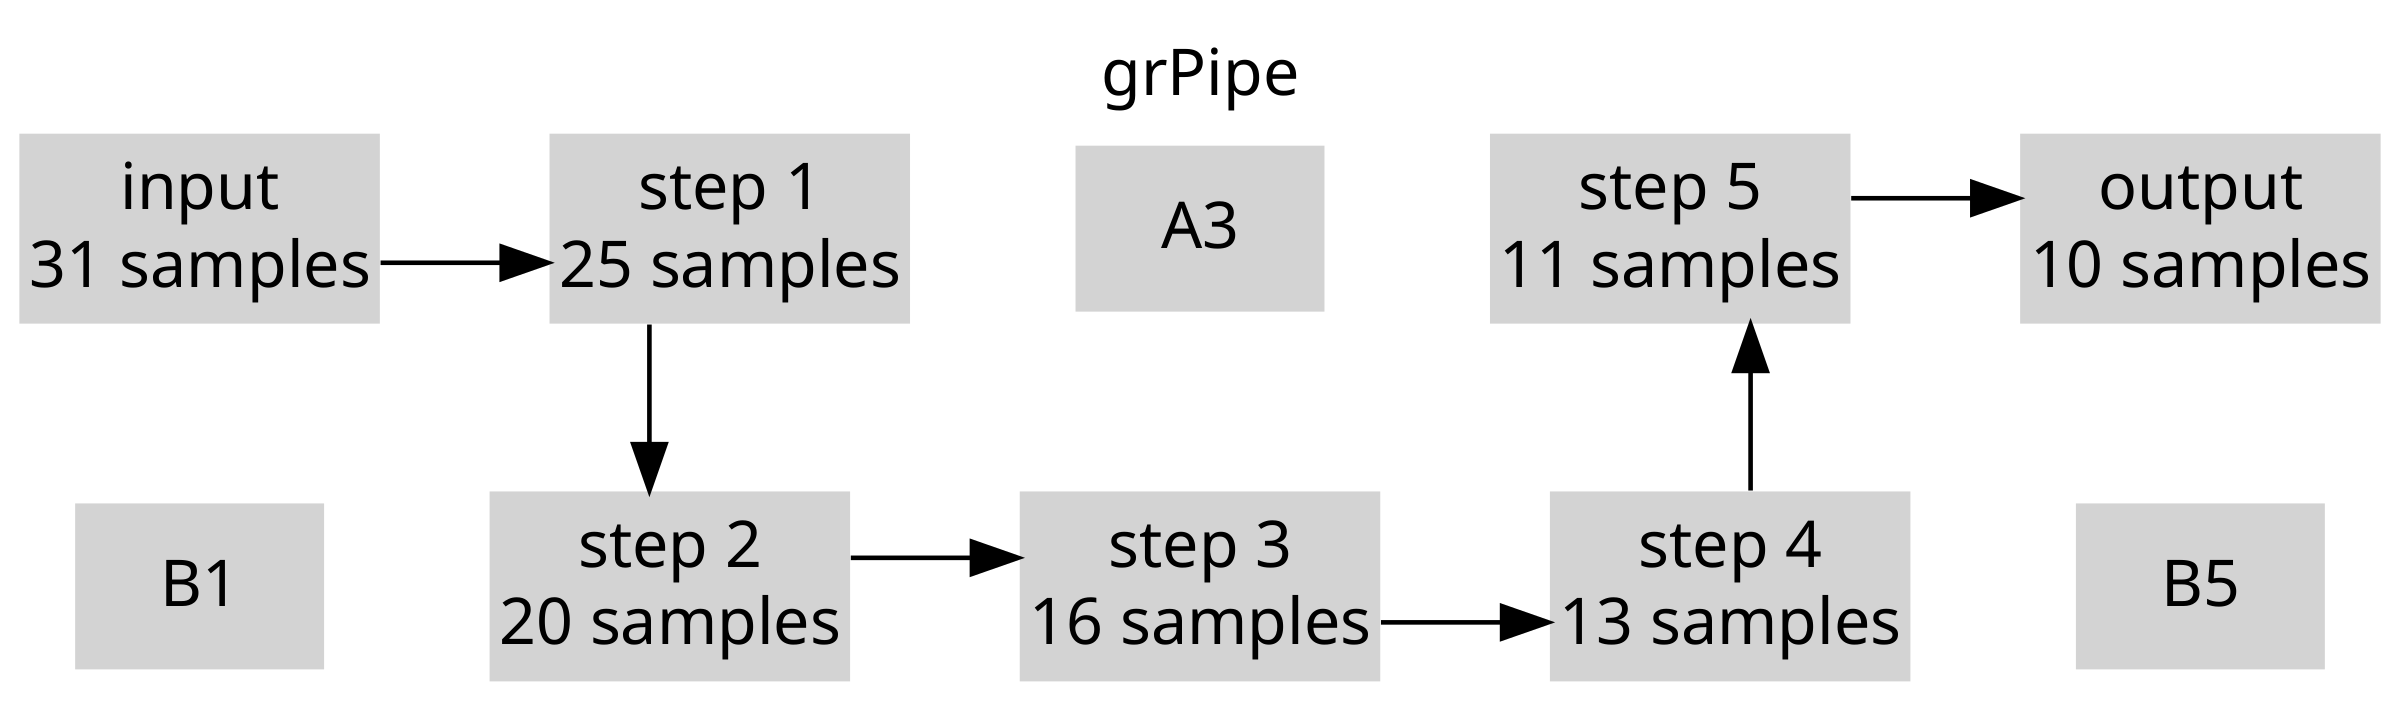 grPipe
input
31 samples
step 1
25 samples
A3
step 5
11 samples
output
10 samples
B1
step 2
20 samples
step 3
16 samples
step 4
13 samples
B5